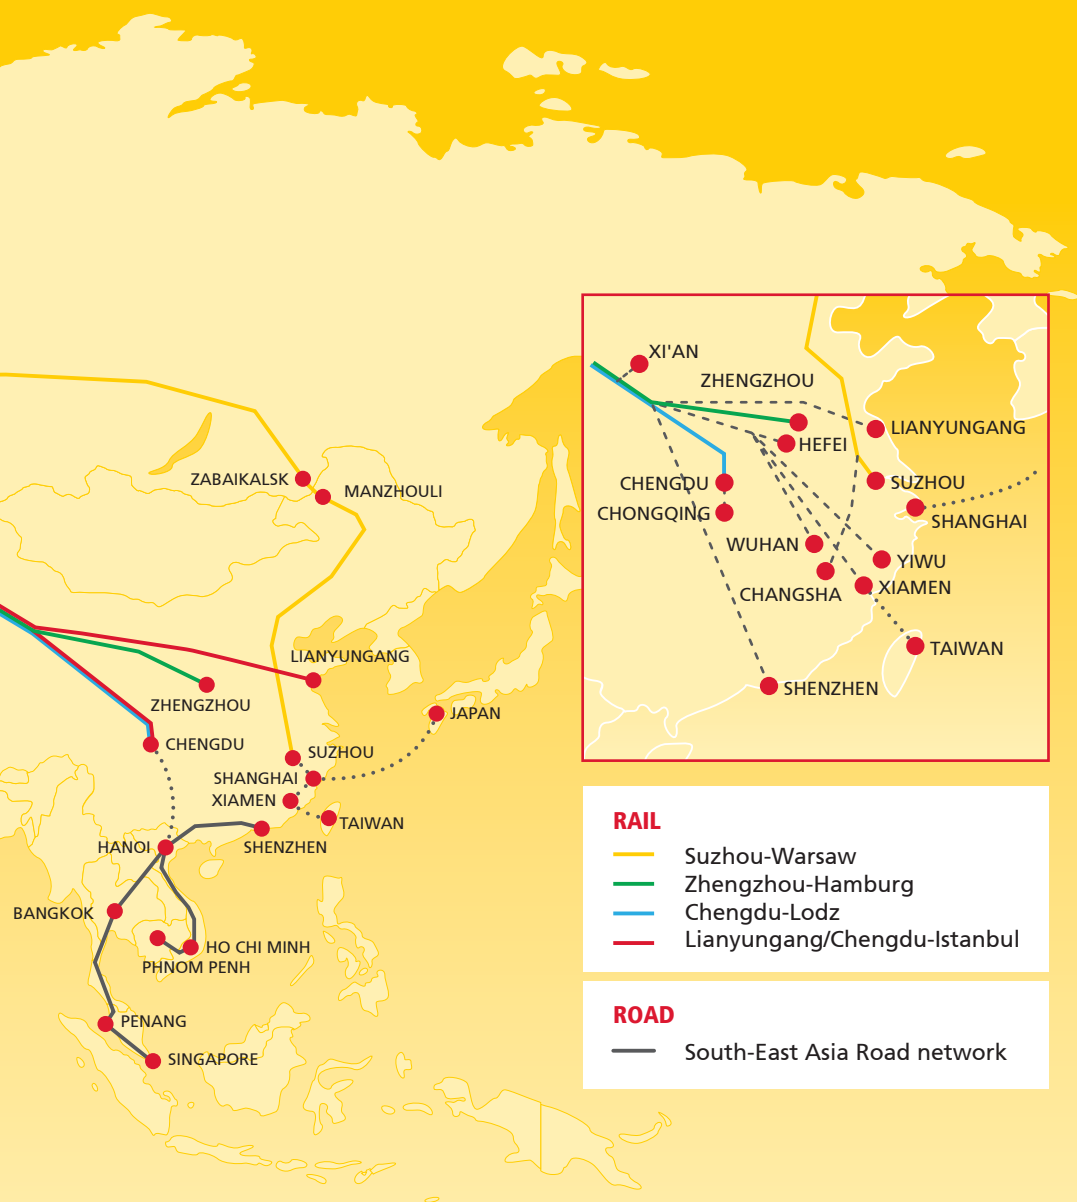 ZABAIKALSK
MANZHOULI
LIANYUNGANG
ZHENGZHOU
JAPAN
CHENGDU
SUZHOU
SHANGHAI
XIAMEN
TAIWAN
HANOI
SHENZHEN
BANGKOK
HO CHI MINH
PHNOM PENH
PENANG
SINGAPORE
XI'AN
ZHENGZHOU
LIANYUNGANG
HEFEI
CHENGDU
SUZHOU
CHONGQING
SHANGHAI
WUHAN
YIWU
CHANGSHA
XIAMEN
TAIWAN
SHENZHEN
RAIL
Suzhou-Warsaw
Zhengzhou-Hamburg
Chengdu-Lodz
Lianyungang/Chengdu-Istanbul
ROAD
South-East Asia Road network